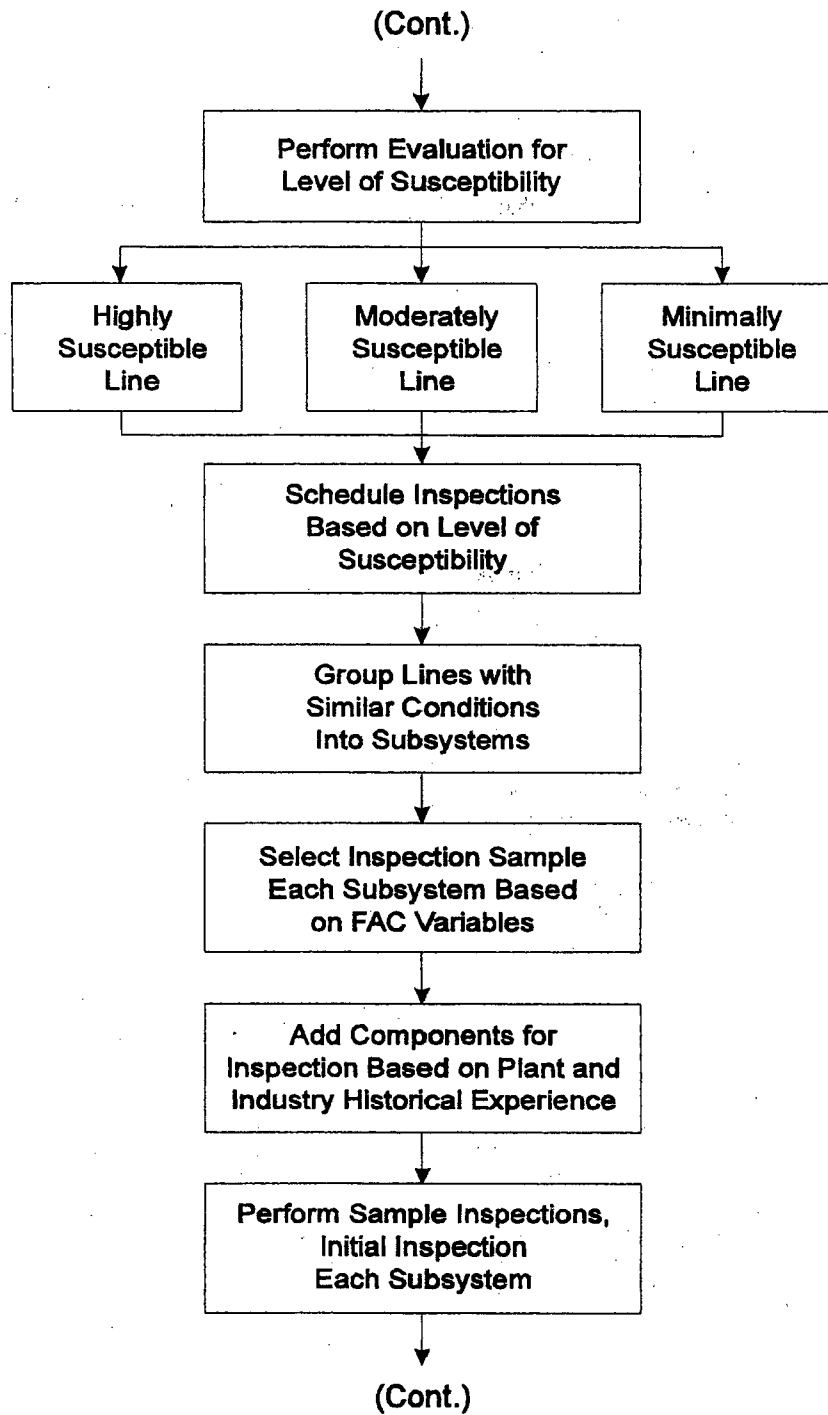 (Cont.)
Perform Evaluation for
Level of Susceptibility
Highly
Susceptible
Line
Moderately
Susceptible
Line
Minimally
Susceptible
Line
Schedule Inspections
Based on Level of
Susceptibility
Group Lines with
Similar Conditions
Into Subsystems
Select Inspection Sample
Each Subsystem Based
on FAC Variables
Add Components for
Inspection Based on Plant and
Industry Historical Experience
Perform Sample Inspections,
Initial Inspection
Each Subsystem
(Cont.)